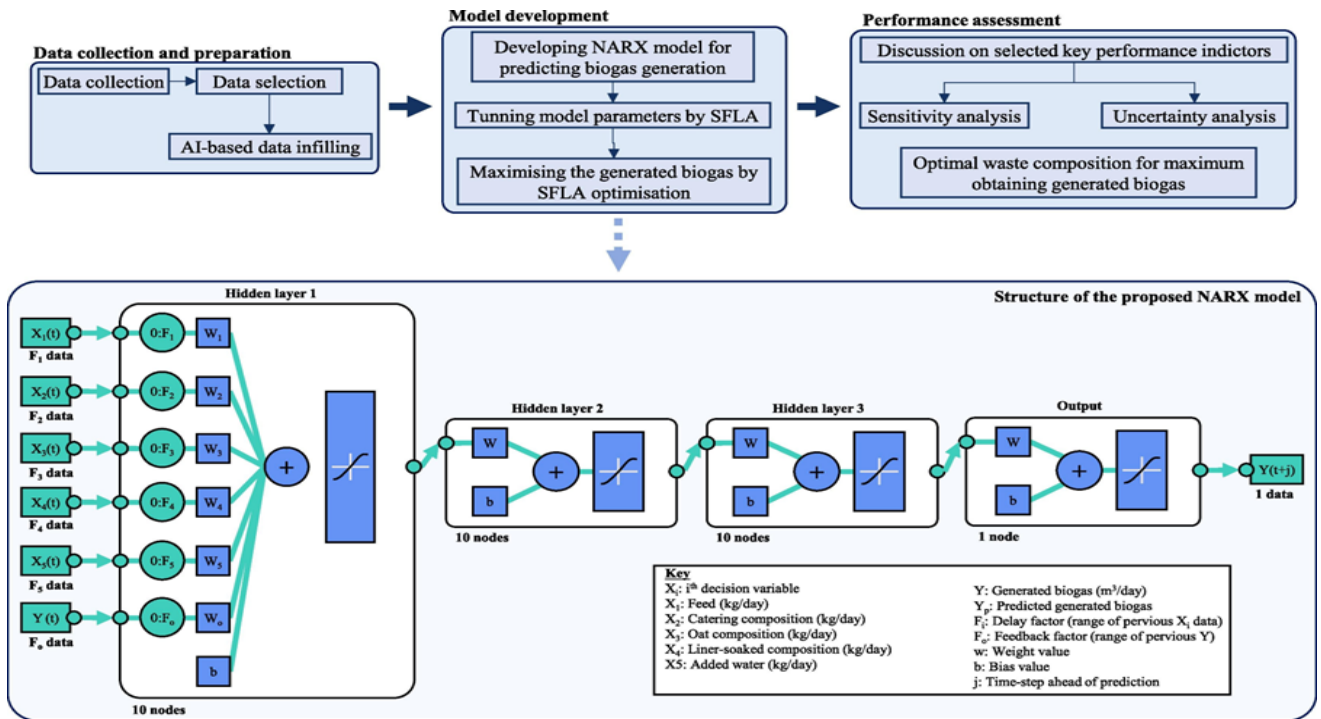 Data collection and preparation
Data collection
Data selection
AI-based data infilling
Model development
Developing NARX model for
predicting biogas generation
Tunning model parameters by SFLA
Maximising the generated biogas by
SFLA optimisation
Performance assessment
Discussion on selected key performance indictors
Sensitivity analysis
Uncertainty analysis
Optimal waste composition for maximum
obtaining generated biogas
Structure of the proposed NARX model
Hidden layer 1
X₁(t)
F₁ data
0:F₁
W₁
X₂(t)
F₂ data
0:F₂
W₂
X₃(t)
F₃ data
0:F₃
W₃
X₄(t)
F₄ data
0:F₄
W₄
X₅(t)
F₅ data
0:F₅
W₅
Y (t)
Fₒ data
0:Fₒ
Wₒ
b
+
10 nodes
Hidden layer 2
W
b
+
10 nodes
Hidden layer 3
W
b
+
10 nodes
Output
W
b
+
1 node
Y(t+j)
1 data
Key
Xᵢ: iᵗʰ decision variable
X₁: Feed (kg/day)
X₂: Catering composition (kg/day)
X₃: Oat composition (kg/day)
X₄: Liner-soaked composition (kg/day)
X5: Added water (kg/day)
Y: Generated biogas (m³/day)
Yₚ: Predicted generated biogas
Fᵢ: Delay factor (range of pervious Xᵢ data)
Fₒ: Feedback factor (range of pervious Y)
w: Weight value
b: Bias value
j: Time-step ahead of prediction